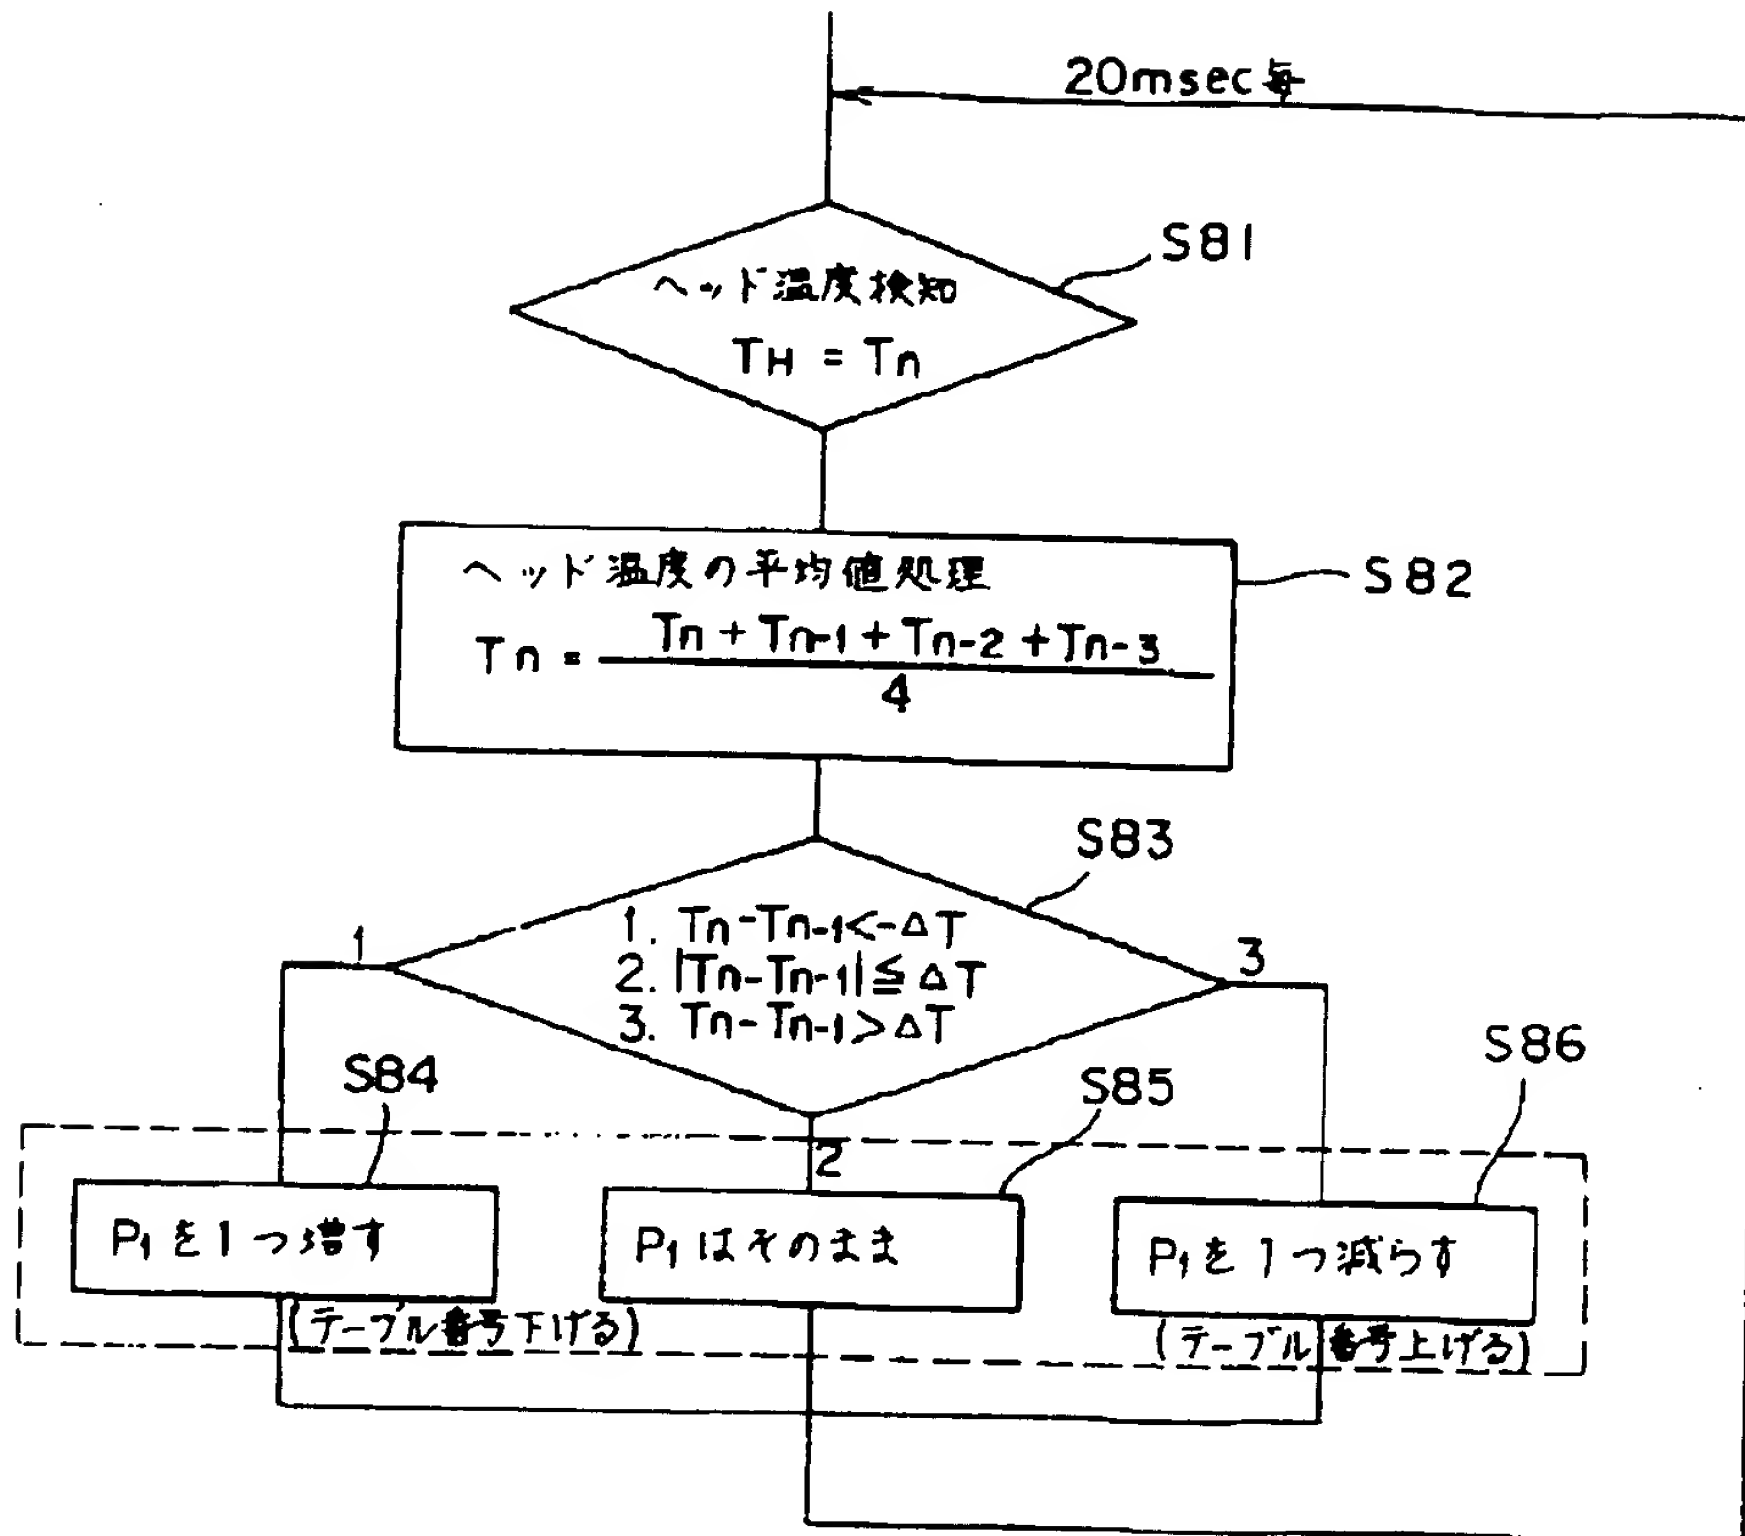 20msec毎
S81
ヘッド温度検知
TH = Tn
S82
ヘッド温度の平均値処理
Tn = Tn + Tn-1 + Tn-2 + Tn-3
4
S83
1. Tn-Tn-1<-ΔT
2. |Tn-Tn-1|≦ΔT
3. Tn-Tn-1>ΔT
1
3
2
S84
S85
S86
P1を1つ増す
P1はそのまま
P1を1つ減らす
(テーブル番号下げる)
(テーブル番号上げる)